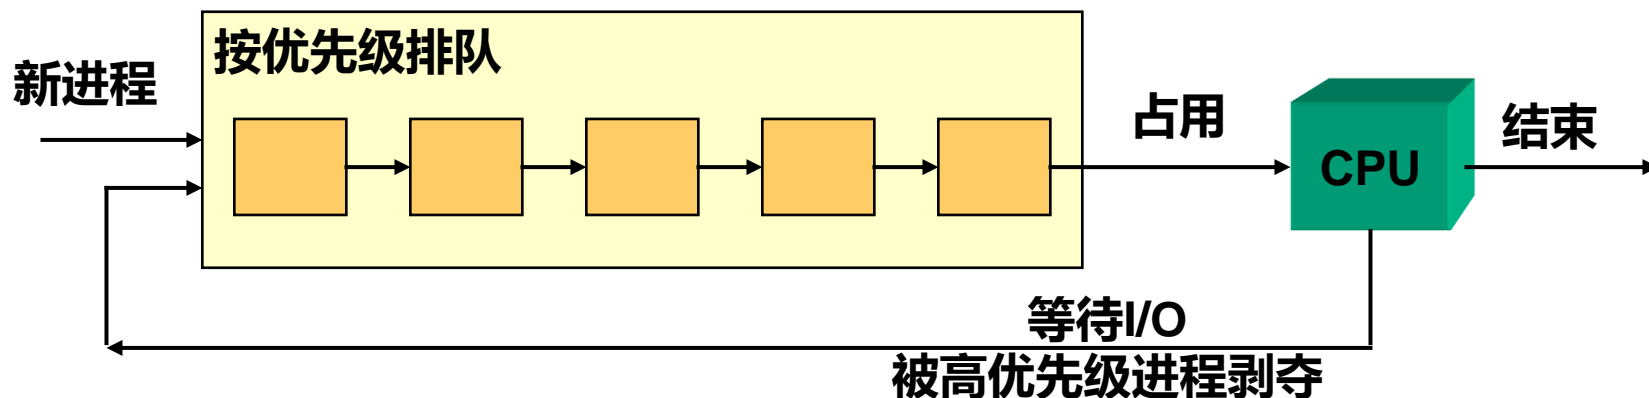 按优先级排队
新进程
占用
结束
CPU
等待I/O
被高优先级进程剥夺